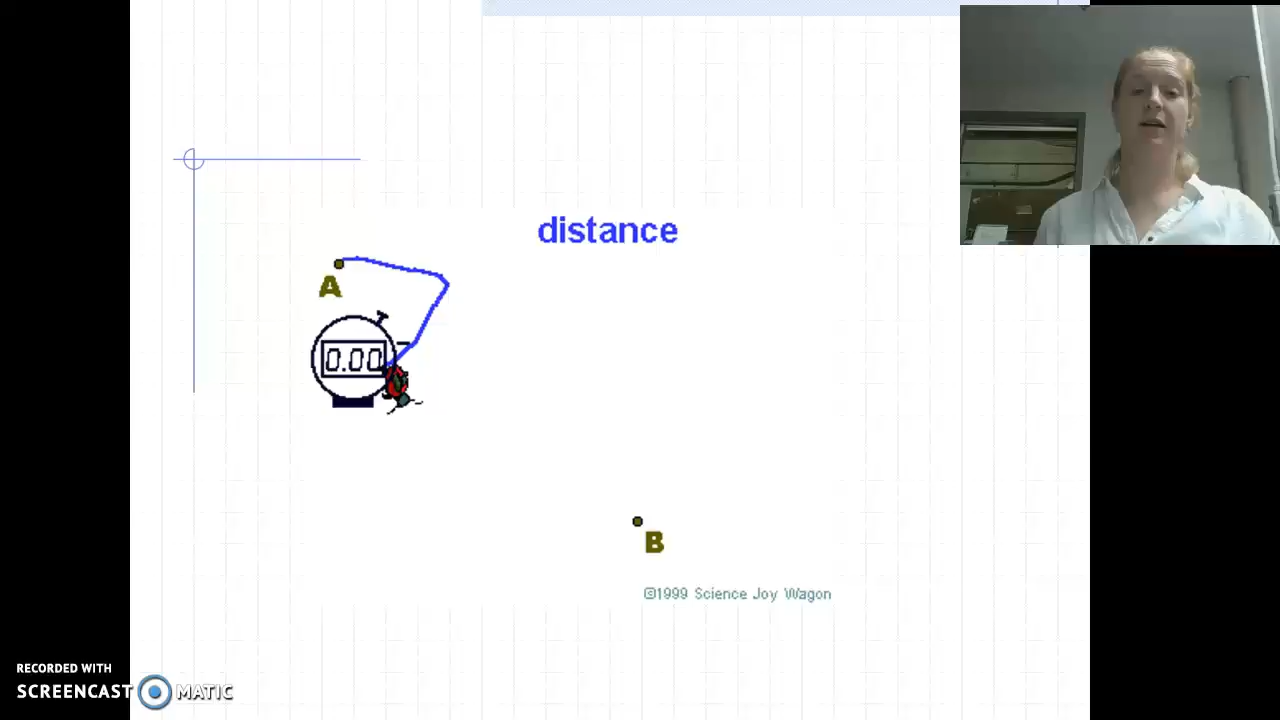 distance
A
0.00
B
©1999 Science Joy Wagon
RECORDED WITH
SCREENCAST MATIC